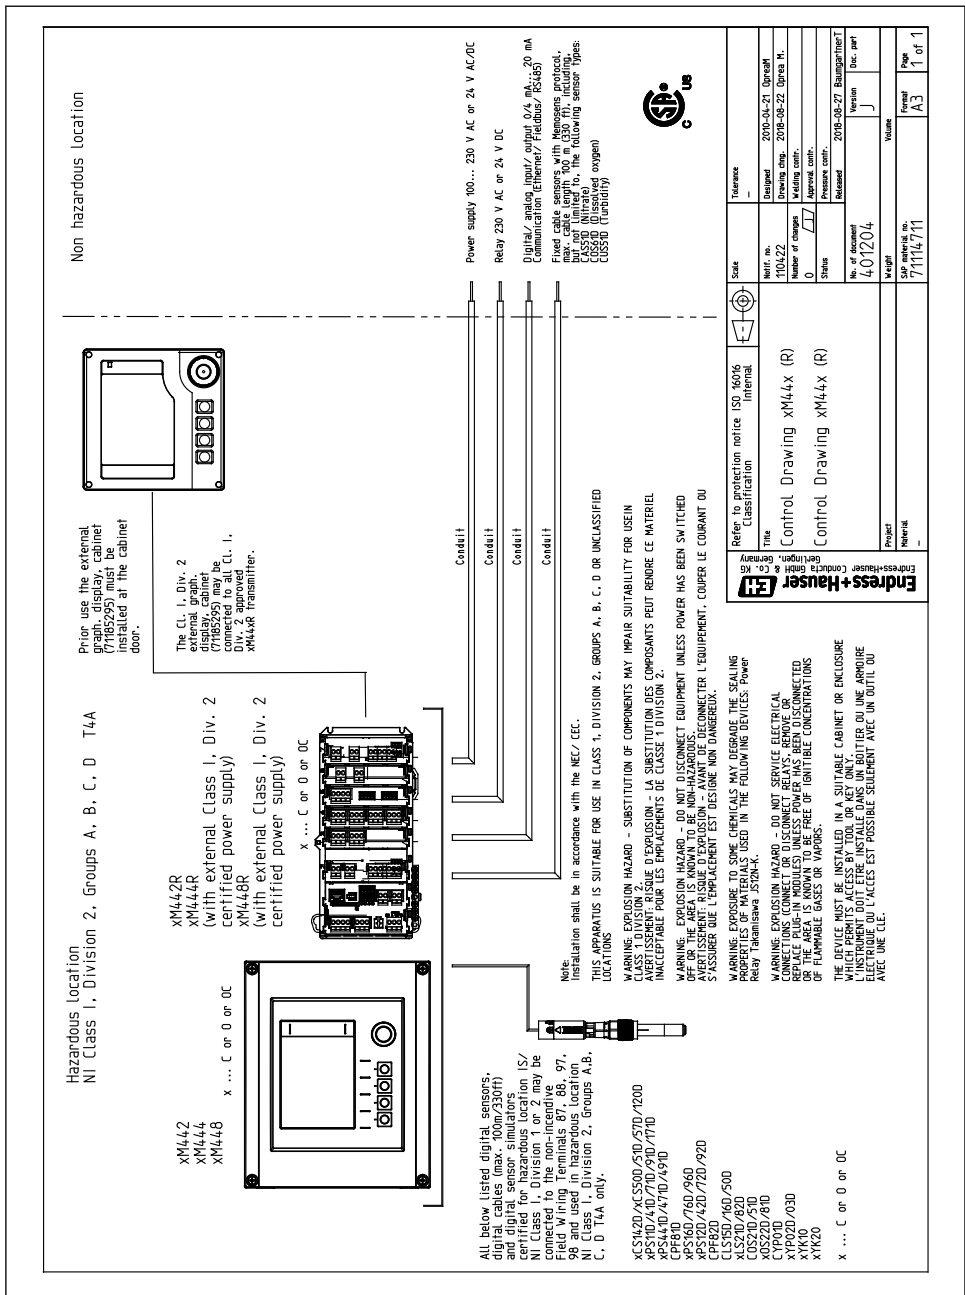 Hazardous location
NI Class I, Division 2, Groups A, B, C, D    T4A
Non hazardous location
xM442
xM444
xM448
x ... C or D or OC
xM442R
xM444R
(with external Class I, Div. 2
certified power supply)
xM448R
(with external Class I, Div. 2
certified power supply)
x ... C or D or OC
Prior use the external
graph. display, cabinet
(71185295) must be
installed at the cabinet
door.
The Cl. I, Div. 2
external graph.
display, cabinet
(71185295) may be
connected to all Cl. I,
Div. 2 approved
xM44xR transmitter.
Conduit
Conduit
Conduit
Conduit
Power supply 100... 230 V AC or 24 V AC/DC
Relay 230 V AC or 24 V DC
Digital/ analog input/ output 0/4 mA... 20 mA
Communication (Ethernet/ Fieldbus/ RS485)
Fixed cable sensors with Memosens protocol,
max. cable length 100 m (330 ft), including,
but not limited to, the following sensor types:
CAS51D (Nitrate)
COS61D (Dissolved oxygen)
CUS51D (Turbidity)
C SA US
All below listed digital sensors,
digital cables (max. 100m/330ft)
and digital sensor simulators
certified for hazardous location IS/
NI Class I, Division 1 or 2 may be
connected to the non-incendive
Field Wiring Terminals 87, 88, 97,
98 and used in hazardous location
NI Class I, Division 2, Groups A,B,
C, D T4A only.
xCS142D/xCS50D/51D/57D/120D
xPS11D/41D/71D/91D/171D
xPS441D/471D/491D
CPF81D
xPS16D/76D/96D
xPS12D/42D/72D/92D
CPF82D
CLS15D/16D/50D
xLS21D/82D
COS21D/51D
xOS22D/81D
CYP01D
xYP02D/03D
xYK10
xYK20
x ... C or D or OC
Note:
Installation shall be in accordance with the NEC/ CEC.
THIS APPARATUS IS SUITABLE FOR USE IN CLASS 1, DIVISION 2, GROUPS A, B, C, D OR UNCLASSIFIED
LOCATIONS
WARNING: EXPLOSION HAZARD - SUBSTITUTION OF COMPONENTS MAY IMPAIR SUITABILITY FOR USEIN
CLASS 1 DIVISION 2.
AVERTISSEMENT: RISQUE D'EXPLOSION - LA SUBSTITUTION DES COMPOSANTS PEUT RENDRE CE MATERIEL
INACCEPTABLE POUR LES EMPLACEMENTS DE CLASSE 1 DIVISION 2.
WARNING: EXPLOSION HAZARD - DO NOT DISCONNECT EQUIPMENT UNLESS POWER HAS BEEN SWITCHED
OFF OR THE AREA IS KNOWN TO BE NON-HAZARDOUS.
AVERTISSEMENT: RISQUE D'EXPLOSION - AVANT DE DECONNECTER L'EQUIPEMENT, COUPER LE COURANT OU
S'ASSURER QUE L'EMPLACEMENT EST DESIGNE NON DANGEREUX.
WARNING: EXPOSURE TO SOME CHEMICALS MAY DEGRADE THE SEALING
PROPERTIES OF MATERIALS USED IN THE FOLLOWING DEVICES: Power
Relay Takamisawa JS12N-K.
WARNING: EXPLOSION HAZARD - DO NOT SERVICE ELECTRICAL
CONNECTIONS (CONNECT OR DISCONNECT RELAYS, REMOVE OR
REPLACE PLUG-IN MODULES) UNLESS POWER HAS BEEN DISCONNECTED
OR THE AREA IS KNOWN TO BE FREE OF IGNITIBLE CONCENTRATIONS
OF FLAMMABLE GASES OR VAPORS.
THE DEVICE MUST BE INSTALLED IN A SUITABLE CABINET OR ENCLOSURE
WHICH PERMITS ACCESS BY TOOL OR KEY ONLY.
L'INSTRUMENT DOIT ETRE INSTALLE DANS UN BOITIER OU UNE ARMOIRE
ELECTRIQUE OU L'ACCES EST POSSIBLE SEULEMENT AVEC UN OUTIL OU
AVEC UNE CLE.
Endress+Hauser EH
Endress+Hauser Conducta GmbH & Co. KG
Gerlingen, Germany
Refer to protection notice ISO 16016
Classification    Internal
Title
Control Drawing xM44x (R)
Control Drawing xM44x (R)
Project
Material
-
Scale
Tolerance
-
Notif. no.
110422
Number of changes
0
Status
Designed 2010-04-21 OpreaM
Drawing chng. 2018-08-22 Oprea M.
Welding contr.
Approval contr.
Pressure contr.
Released 2018-08-27 BaumgartnerT
No. of document
401204
Version
J
Doc. part
Weight
Volume
SAP material no.
71114711
Format
A3
Page
1 of 1